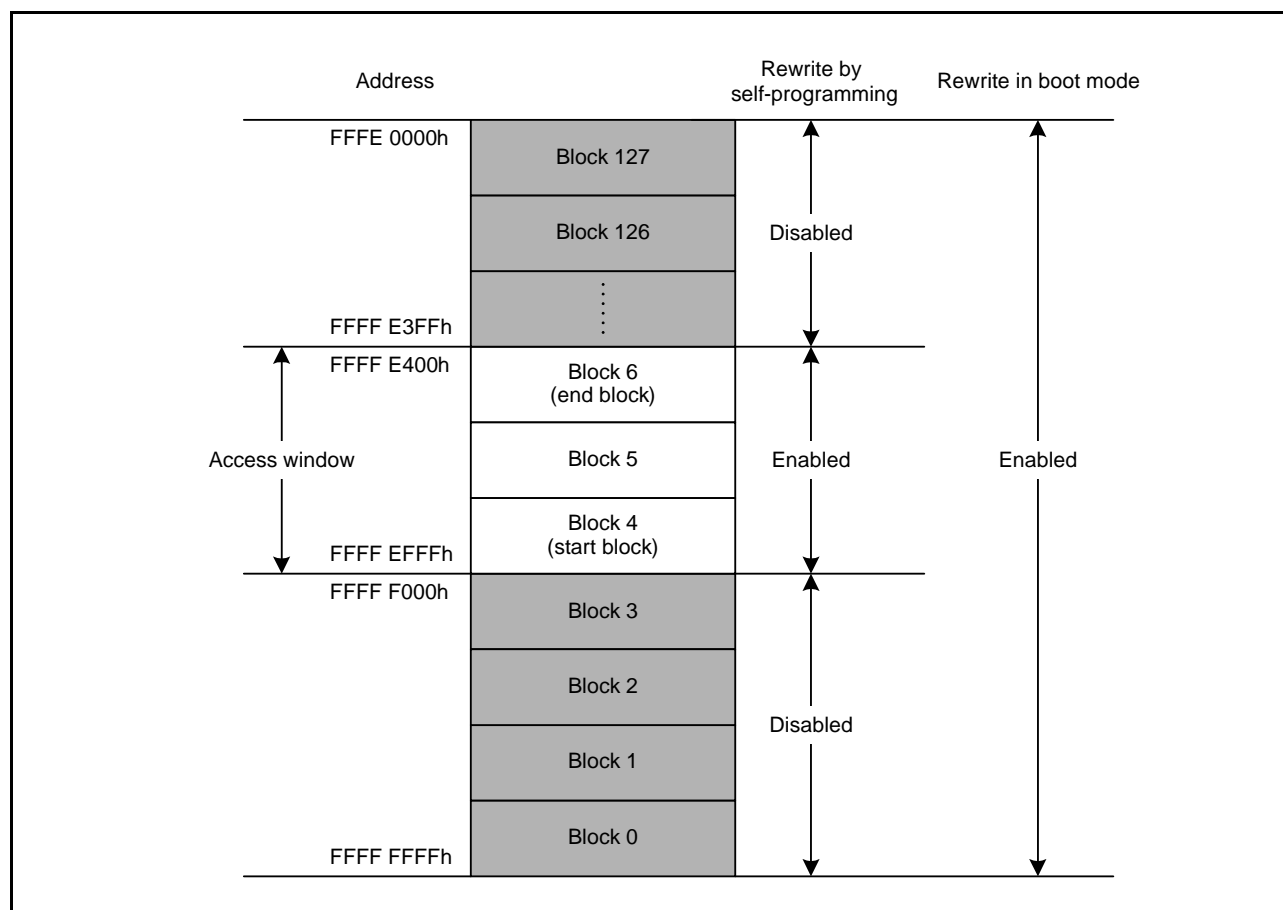 Address
Rewrite by
self-programming
Rewrite in boot mode
FFFE 0000h
Block 127
Block 126
Disabled
FFFF E3FFh
FFFF E400h
Block 6
(end block)
Access window
Block 5
Enabled
Enabled
Block 4
(start block)
FFFF EFFFh
FFFF F000h
Block 3
Block 2
Disabled
Block 1
Block 0
FFFF FFFFh